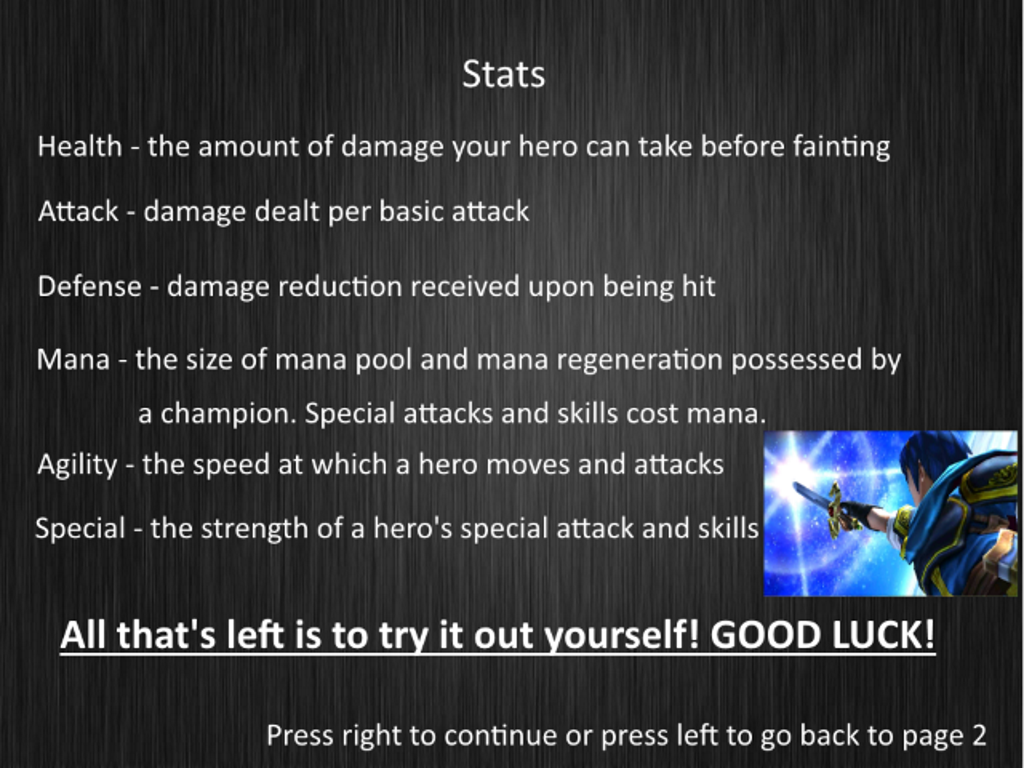 Stats
Health - the amount of damage your hero can take before fainting
Attack - damage dealt per basic attack
Defense - damage reduction received upon being hit
Mana - the size of mana pool and mana regeneration possessed by
a champion. Special attacks and skills cost mana.
Agility - the speed at which a hero moves and attacks
Special - the strength of a hero's special attack and skills
All that's left is to try it out yourself! GOOD LUCK!
Press right to continue or press left to go back to page 2